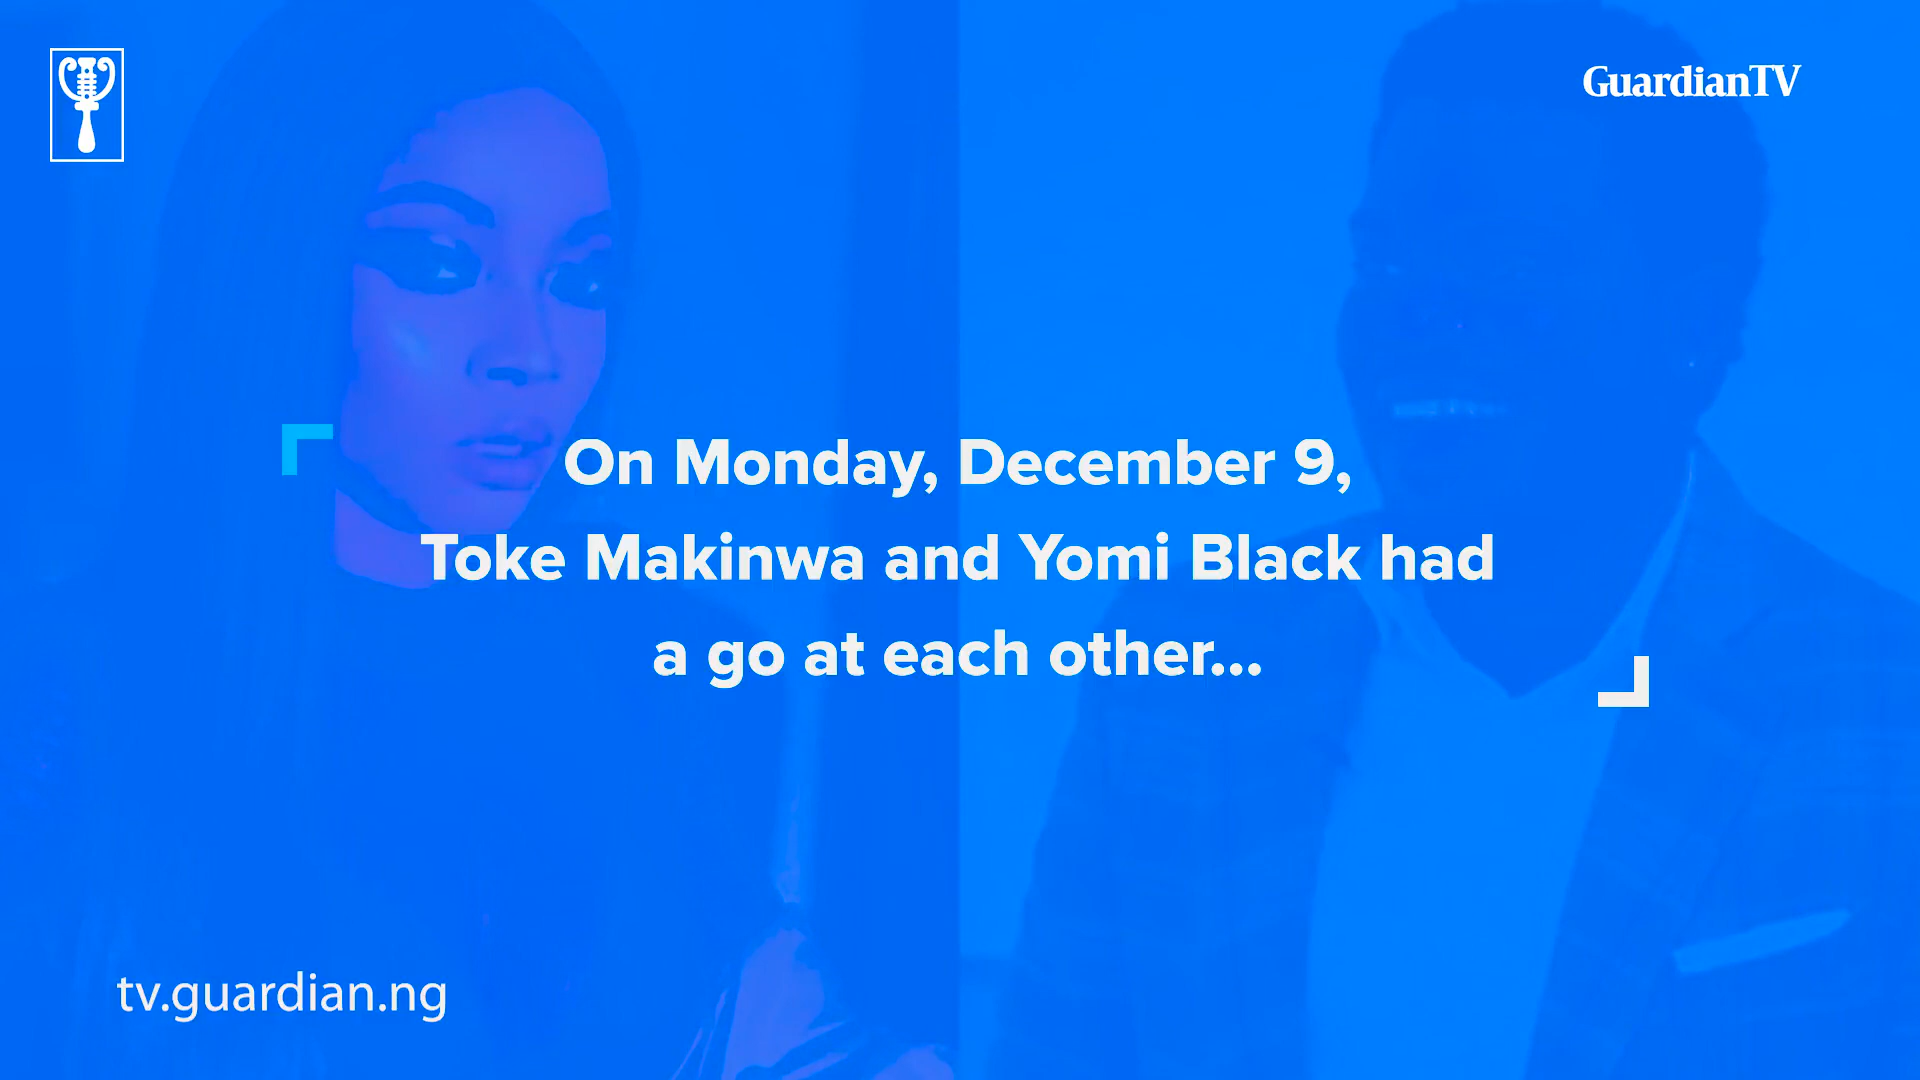 GuardianTV
On Monday, December 9,
Toke Makinwa and Yomi Black had
a go at each other...
tv.guardian.ng